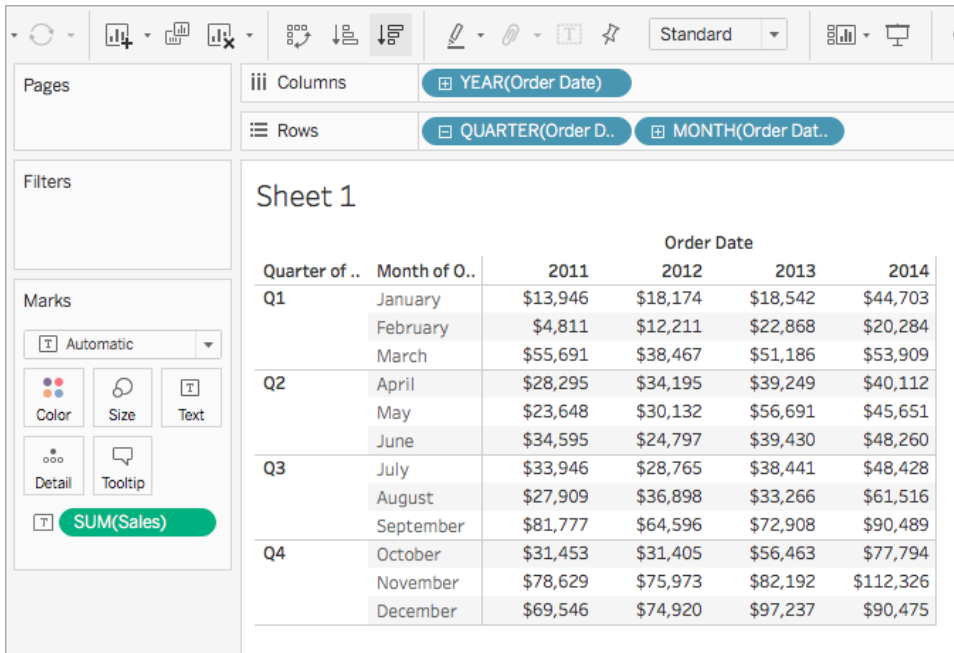 Standard
Pages
iii Columns
YEAR(Order Date)
Rows
QUARTER(Order D..
MONTH(Order Dat..
Filters
Sheet 1
Order Date
Quarter of .. Month of O.. 2011 2012 2013 2014
Q1 January $13,946 $18,174 $18,542 $44,703
February $4,811 $12,211 $22,868 $20,284
March $55,691 $38,467 $51,186 $53,909
Q2 April $28,295 $34,195 $39,249 $40,112
May $23,648 $30,132 $56,691 $45,651
June $34,595 $24,797 $39,430 $48,260
Q3 July $33,946 $28,765 $38,441 $48,428
August $27,909 $36,898 $33,266 $61,516
September $81,777 $64,596 $72,908 $90,489
Q4 October $31,453 $31,405 $56,463 $77,794
November $78,629 $75,973 $82,192 $112,326
December $69,546 $74,920 $97,237 $90,475
Marks
T Automatic
Color Size Text
Detail Tooltip
T SUM(Sales)